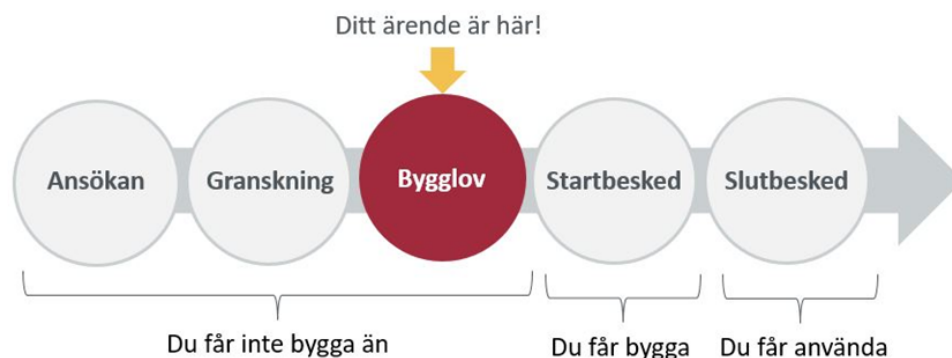 Ditt ärende är här!
Ansökan
Granskning
Bygglov
Startbesked
Slutbesked
Du får inte bygga än
Du får bygga
Du får använda